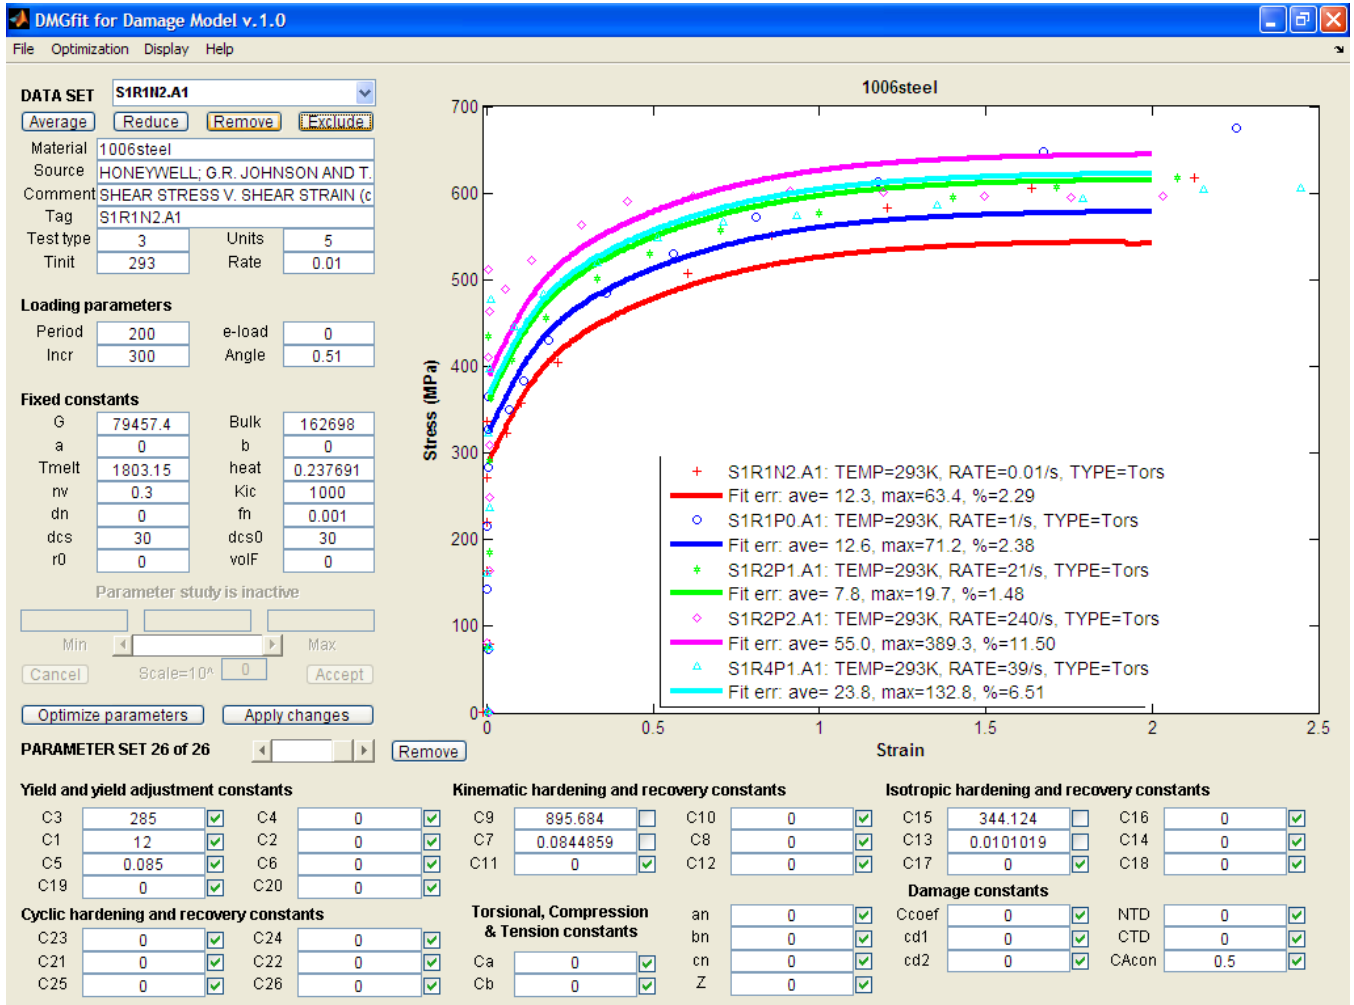 DMGfit for Damage Model v.1.0
File Optimization Display Help
DATA SET S1R1N2.A1
Average Reduce Remove Exclude
Material 1006steel
Source HONEYWELL; G.R. JOHNSON AND T.
Comment SHEAR STRESS V. SHEAR STRAIN (c
Tag S1R1N2.A1
Test type 3 Units 5
Tinit 293 Rate 0.01
Loading parameters
Period 200 e-load 0
Incr 300 Angle 0.51
Fixed constants
G 79457.4 Bulk 162698
a 0 b 0
Tmelt 1803.15 heat 0.237691
nv 0.3 Kic 1000
dn 0 fn 0.001
dcs 30 dcs0 30
r0 0 volF 0
Parameter study is inactive
Min Max
Cancel Scale=10^ 0 Accept
Optimize parameters Apply changes
PARAMETER SET 26 of 26 Remove
1006steel
700
600
500
400
300
200
100
0
Stress (MPa)
0 0.5 1 1.5 2 2.5
Strain
S1R1N2.A1: TEMP=293K, RATE=0.01/s, TYPE=Tors
Fit err: ave= 12.3, max=63.4, %=2.29
S1R1P0.A1: TEMP=293K, RATE=1/s, TYPE=Tors
Fit err: ave= 12.6, max=71.2, %=2.38
S1R2P1.A1: TEMP=293K, RATE=21/s, TYPE=Tors
Fit err: ave= 7.8, max=19.7, %=1.48
S1R2P2.A1: TEMP=293K, RATE=240/s, TYPE=Tors
Fit err: ave= 55.0, max=389.3, %=11.50
S1R4P1.A1: TEMP=293K, RATE=39/s, TYPE=Tors
Fit err: ave= 23.8, max=132.8, %=6.51
Yield and yield adjustment constants
C3 285 C4 0
C1 12 C2 0
C5 0.085 C6 0
C19 0 C20 0
Kinematic hardening and recovery constants
C9 895.684 C10 0
C7 0.0844859 C8 0
C11 0 C12 0
Isotropic hardening and recovery constants
C15 344.124 C16 0
C13 0.0101019 C14 0
C17 0 C18 0
Cyclic hardening and recovery constants
C23 0 C24 0
C21 0 C22 0
C25 0 C26 0
Torsional, Compression
& Tension constants
Ca 0
Cb 0
an 0
bn 0
cn 0
Z 0
Damage constants
Ccoef 0 NTD 0
cd1 0 CTD 0
cd2 0 CAcon 0.5